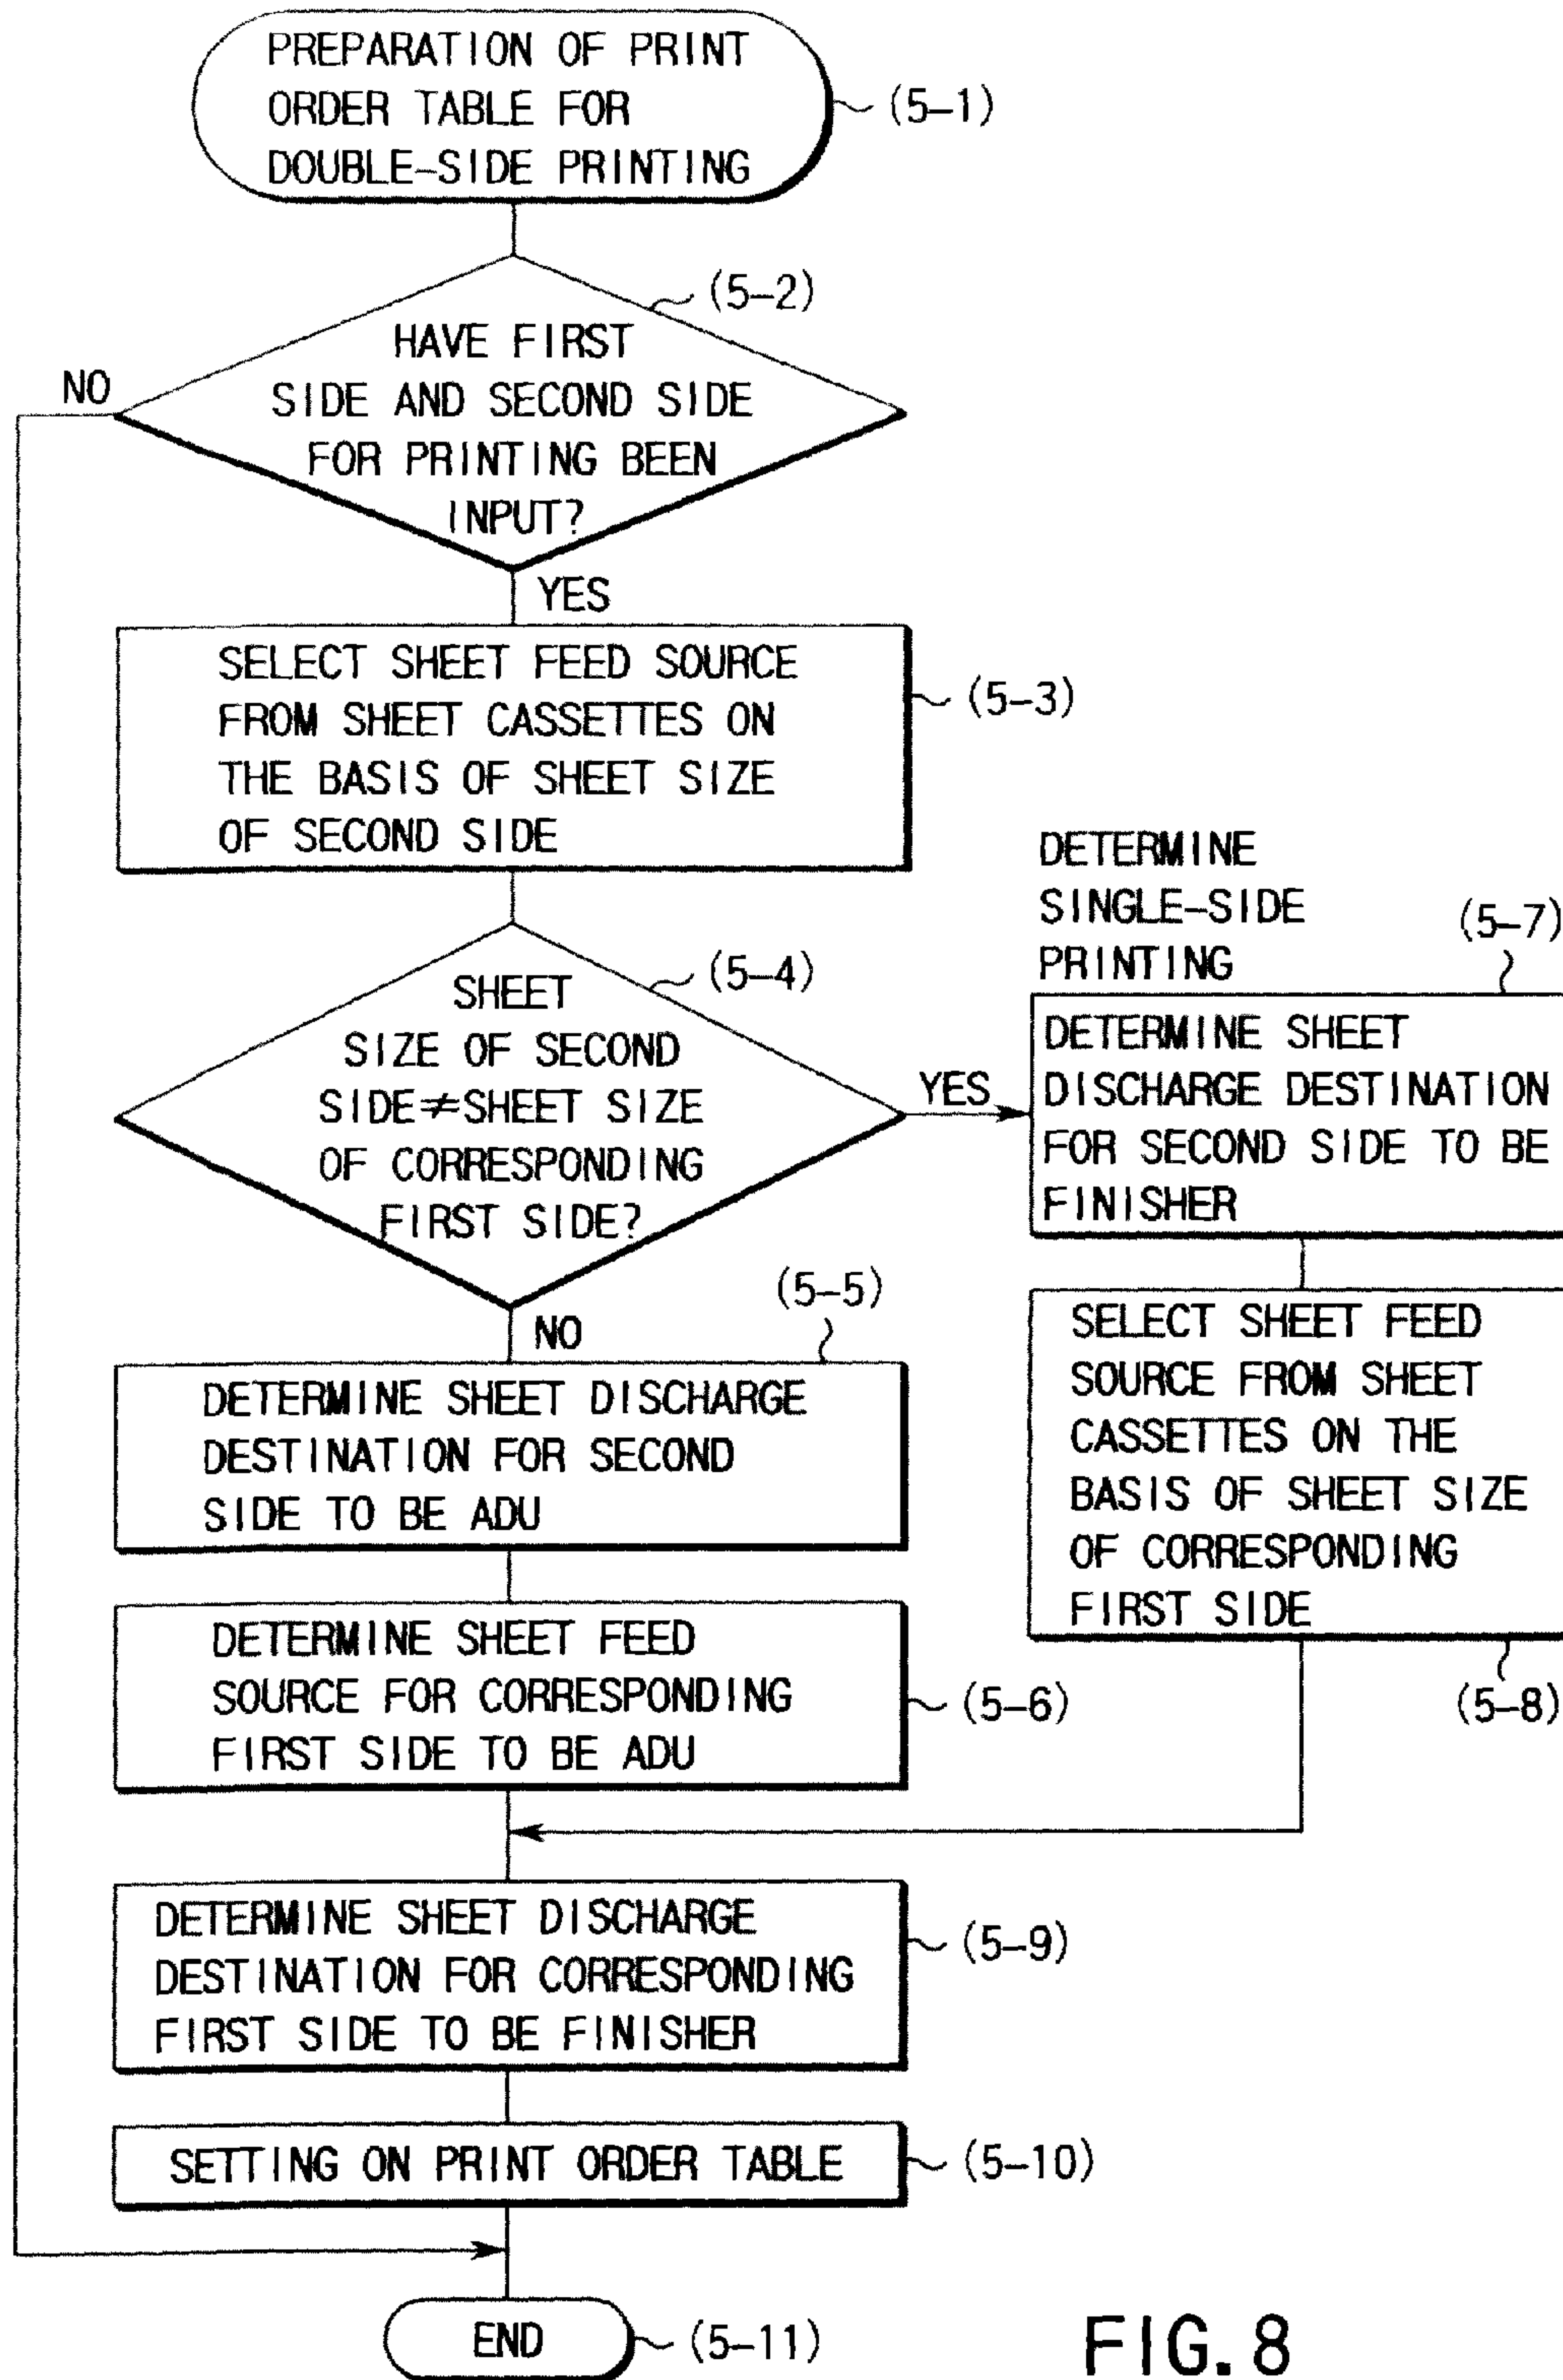 PREPARATION OF PRINT
ORDER TABLE FOR
DOUBLE-SIDE PRINTING
(5-1)
(5-2)
HAVE FIRST
SIDE AND SECOND SIDE
FOR PRINTING BEEN
INPUT?
NO
YES
SELECT SHEET FEED SOURCE
FROM SHEET CASSETTES ON
THE BASIS OF SHEET SIZE
OF SECOND SIDE
(5-3)
(5-4)
SHEET
SIZE OF SECOND
SIDE≠SHEET SIZE
OF CORRESPONDING
FIRST SIDE?
YES
NO
DETERMINE
SINGLE-SIDE
PRINTING
(5-7)
DETERMINE SHEET
DISCHARGE DESTINATION
FOR SECOND SIDE TO BE
FINISHER
SELECT SHEET FEED
SOURCE FROM SHEET
CASSETTES ON THE
BASIS OF SHEET SIZE
OF CORRESPONDING
FIRST SIDE
(5-8)
(5-5)
DETERMINE SHEET DISCHARGE
DESTINATION FOR SECOND
SIDE TO BE ADU
DETERMINE SHEET FEED
SOURCE FOR CORRESPONDING
FIRST SIDE TO BE ADU
(5-6)
DETERMINE SHEET DISCHARGE
DESTINATION FOR CORRESPONDING
FIRST SIDE TO BE FINISHER
(5-9)
SETTING ON PRINT ORDER TABLE
(5-10)
END
(5-11)
FIG. 8